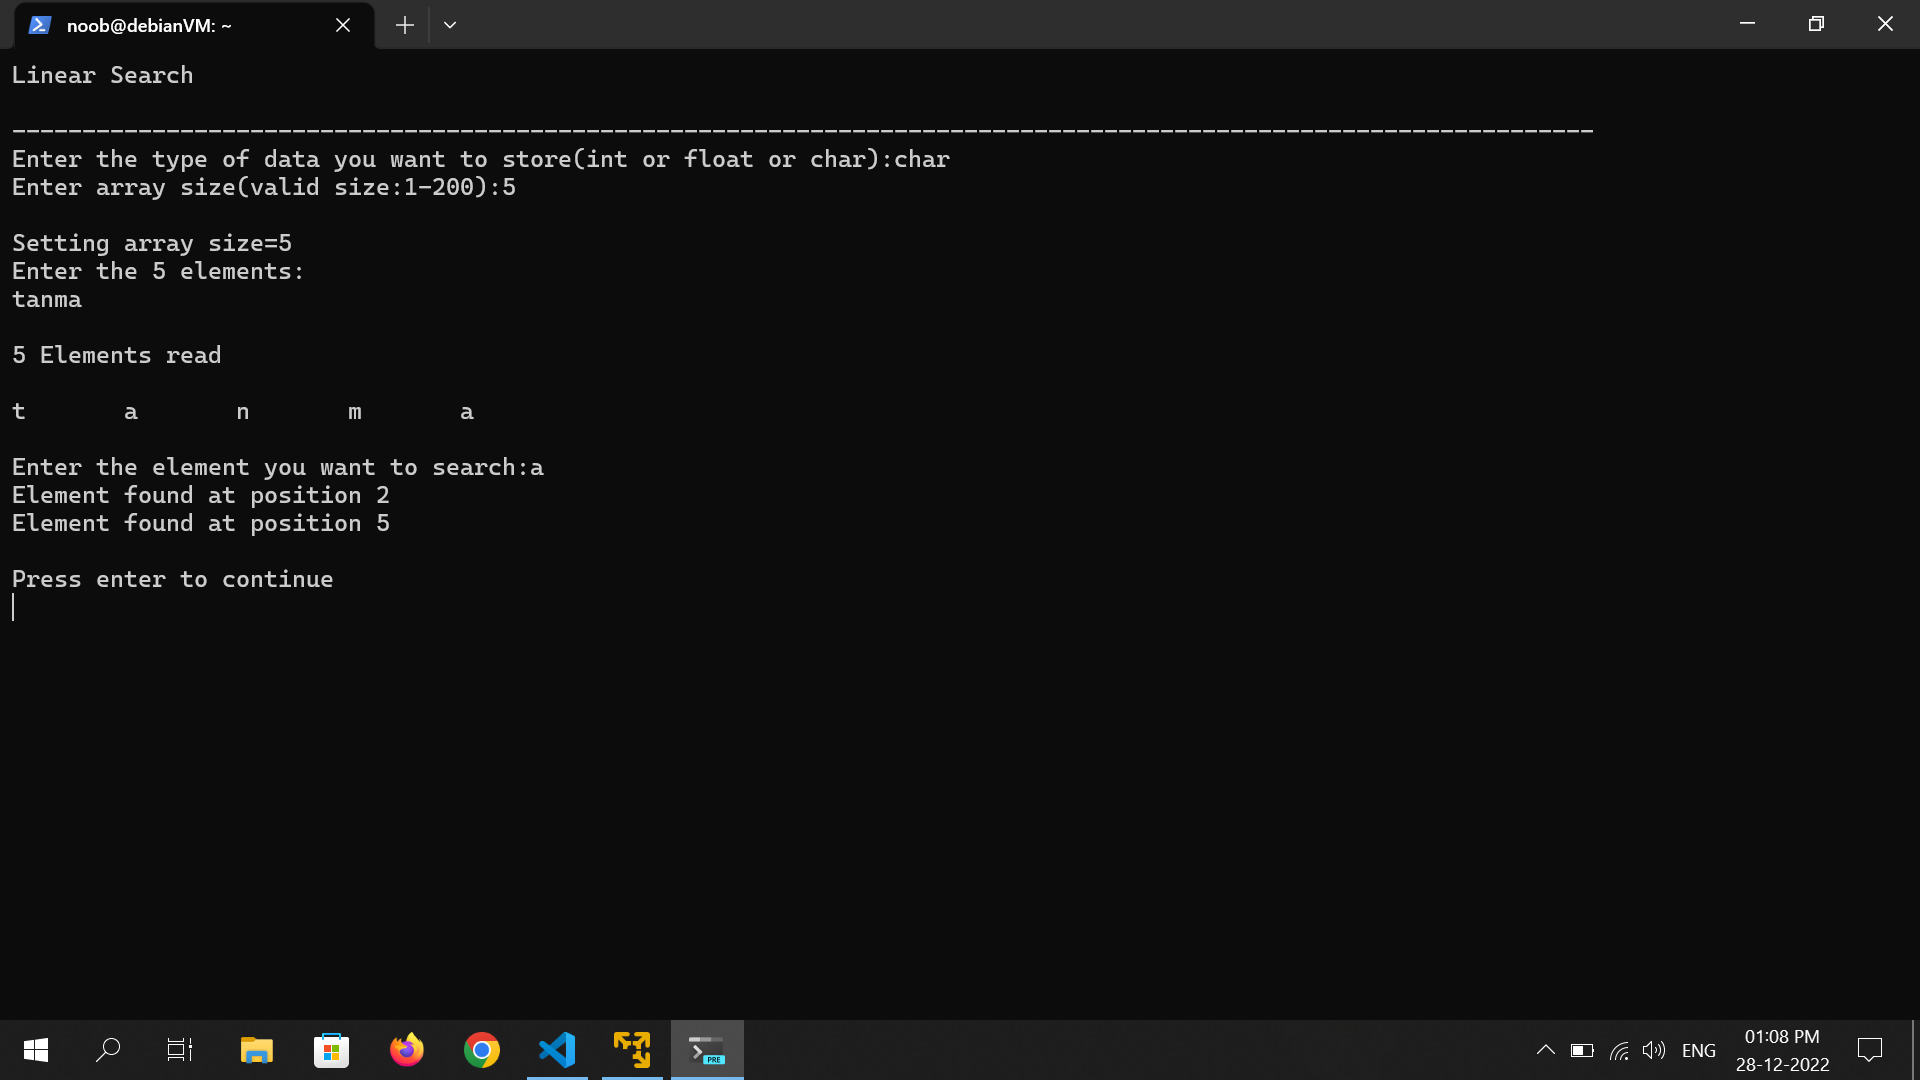 noob@debianVM: ~
Linear Search
-----------------------------------------------------------------------------------------------------------------
Enter the type of data you want to store(int or float or char):char
Enter array size(valid size:1-200):5
Setting array size=5
Enter the 5 elements:
tanma
5 Elements read
t a n m a
Enter the element you want to search:a
Element found at position 2
Element found at position 5
Press enter to continue
PRE
ENG
01:08 PM
28-12-2022